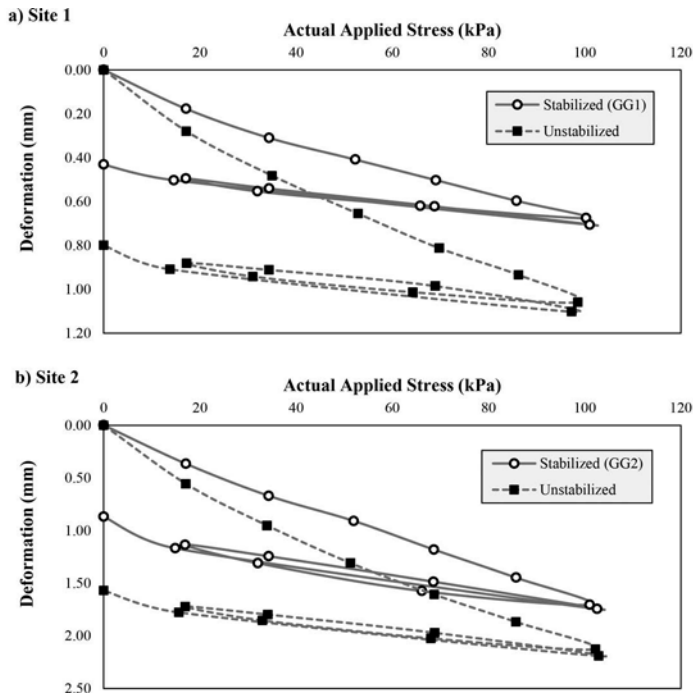 a) Site 1
Actual Applied Stress (kPa)
0 20 40 60 80 100 120
0.00
0.20
0.40
0.60
0.80
1.00
1.20
Deformation (mm)
Stabilized (GG1)
Unstabilized
b) Site 2
Actual Applied Stress (kPa)
0 20 40 60 80 100 120
0.00
0.50
1.00
1.50
2.00
2.50
Deformation (mm)
Stabilized (GG2)
Unstabilized